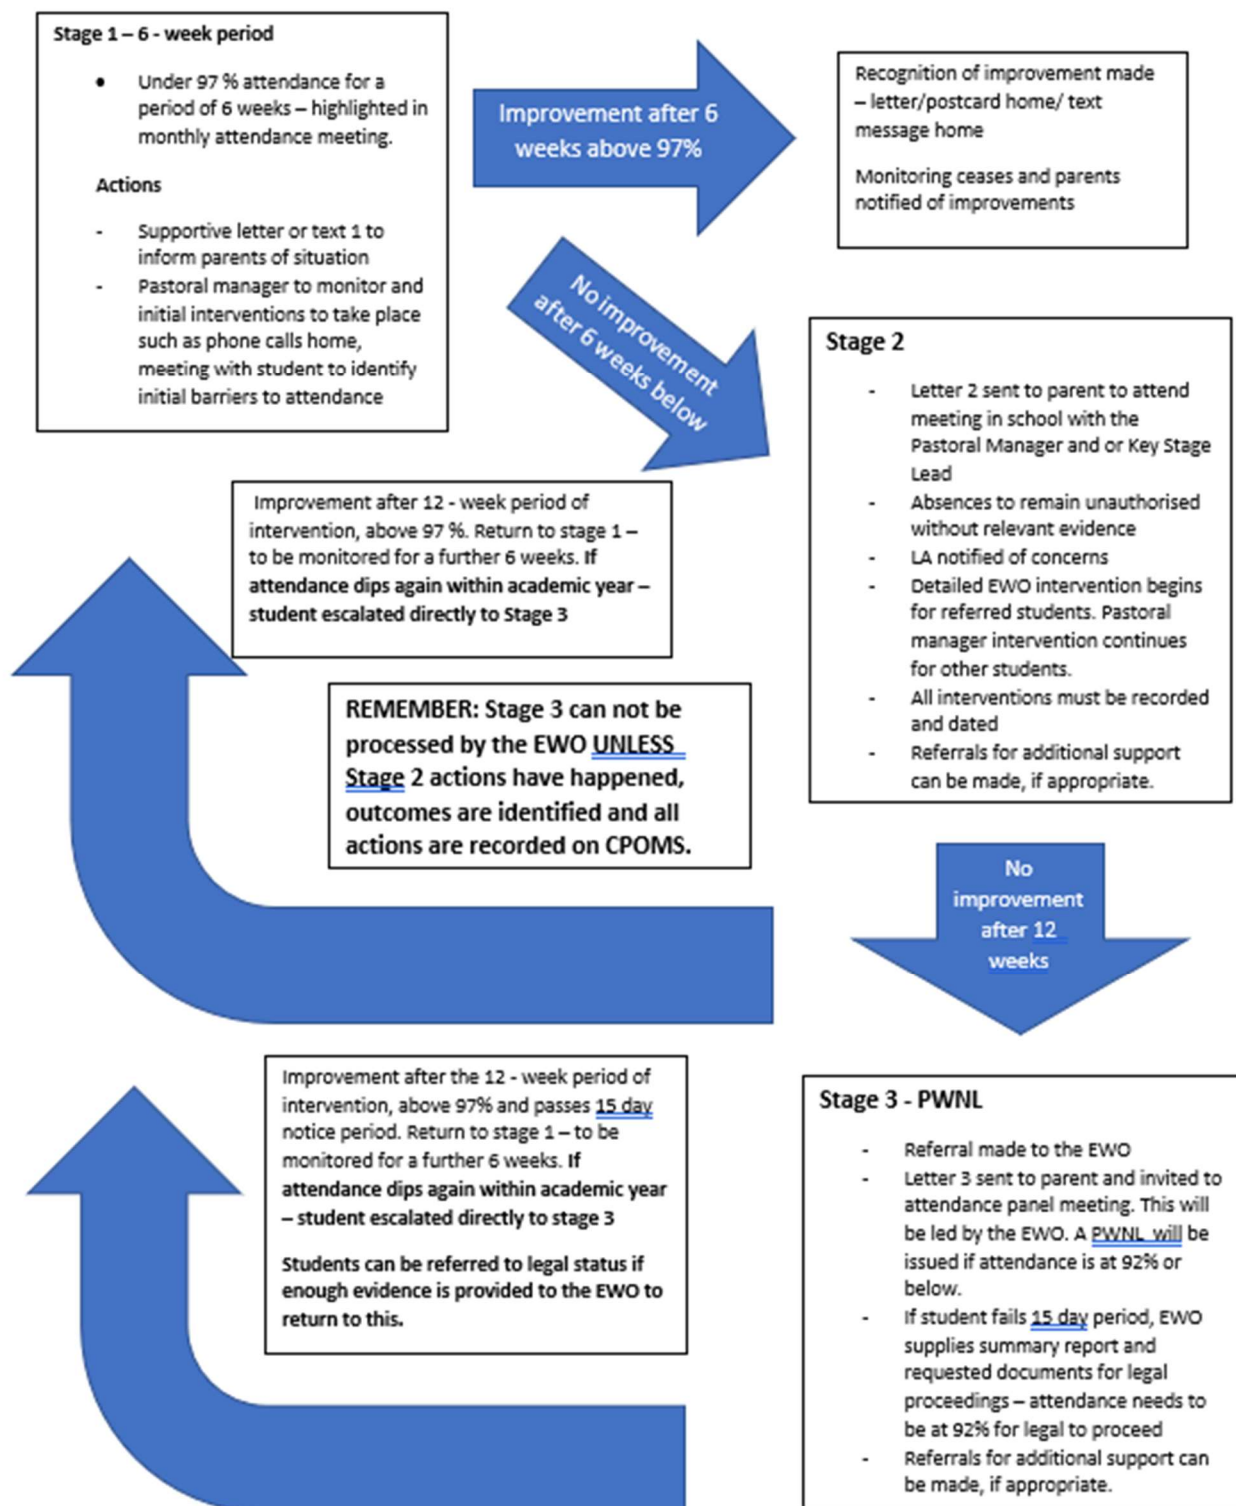 Stage 1 – 6 - week period
• Under 97 % attendance for a
period of 6 weeks – highlighted in
monthly attendance meeting.
Actions
- Supportive letter or text 1 to
inform parents of situation
- Pastoral manager to monitor and
initial interventions to take place
such as phone calls home,
meeting with student to identify
initial barriers to attendance
Improvement after 6
weeks above 97%
Recognition of improvement made
– letter/postcard home/ text
message home
Monitoring ceases and parents
notified of improvements
No improvement
after 6 weeks below
Stage 2
- Letter 2 sent to parent to attend
meeting in school with the
Pastoral Manager and or Key Stage
Lead
- Absences to remain unauthorised
without relevant evidence
- LA notified of concerns
- Detailed EWO intervention begins
for referred students. Pastoral
manager intervention continues
for other students.
- All interventions must be recorded
and dated
- Referrals for additional support
can be made, if appropriate.
Improvement after 12 - week period of
intervention, above 97 %. Return to stage 1 –
to be monitored for a further 6 weeks. If
attendance dips again within academic year –
student escalated directly to Stage 3
REMEMBER: Stage 3 can not be
processed by the EWO UNLESS
Stage 2 actions have happened,
outcomes are identified and all
actions are recorded on CPOMS.
No
improvement
after 12
weeks
Improvement after the 12 - week period of
intervention, above 97% and passes 15 day
notice period. Return to stage 1 – to be
monitored for a further 6 weeks. If
attendance dips again within academic year
– student escalated directly to stage 3
Students can be referred to legal status if
enough evidence is provided to the EWO to
return to this.
Stage 3 - PWNL
- Referral made to the EWO
- Letter 3 sent to parent and invited to
attendance panel meeting. This will
be led by the EWO. A PWNL will be
issued if attendance is at 92% or
below.
- If student fails 15 day period, EWO
supplies summary report and
requested documents for legal
proceedings – attendance needs to
be at 92% for legal to proceed
- Referrals for additional support can
be made, if appropriate.